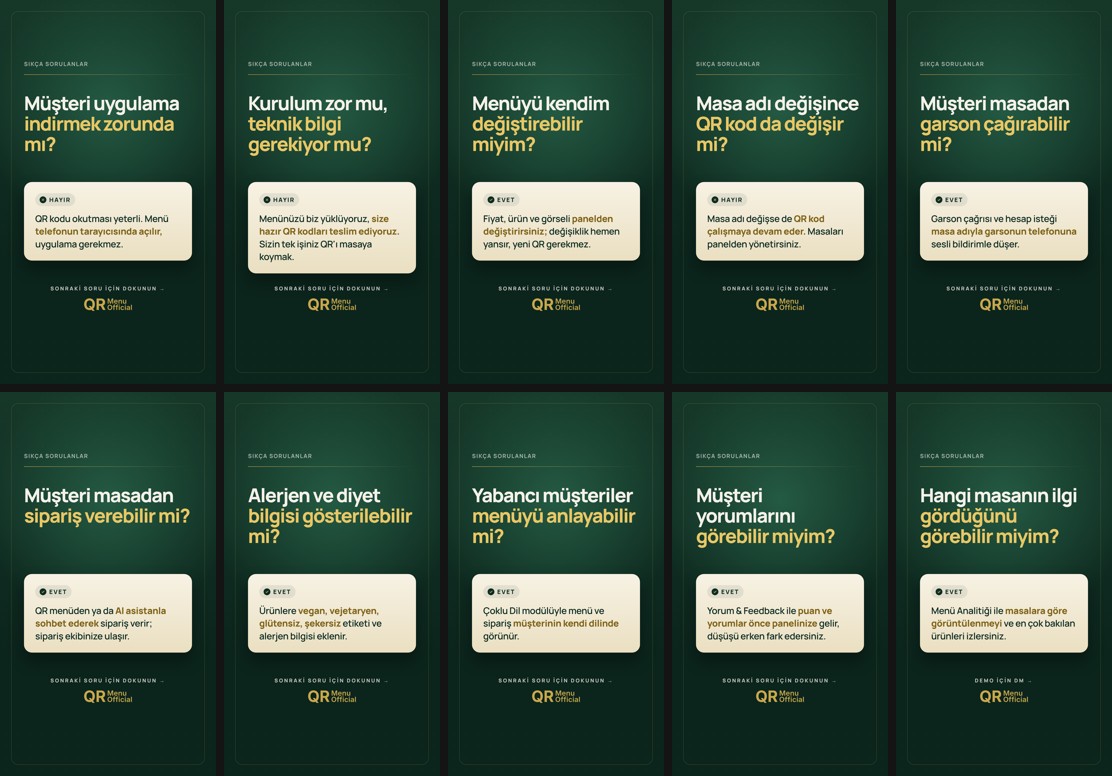 SIKÇA SORULANLAR
Müşteri uygulama
indirmek zorunda
mı?
HAYIR
QR kodu okutması yeterli. Menü
telefonun tarayıcısında açılır,
uygulama gerekmez.
SONRAKİ SORU İÇİN DOKUNUN →
QR Menu
Official
SIKÇA SORULANLAR
Kurulum zor mu,
teknik bilgi
gerekiyor mu?
HAYIR
Menünüzü biz yüklüyoruz, size
hazır QR kodları teslim ediyoruz.
Sizin tek işiniz QR'ı masaya
koymak.
SONRAKİ SORU İÇİN DOKUNUN →
QR Menu
Official
SIKÇA SORULANLAR
Menüyü kendim
değiştirebilir
miyim?
EVET
Fiyat, ürün ve görseli panelden
değiştirirsiniz; değişiklik hemen
yansır, yeni QR gerekmez.
SONRAKİ SORU İÇİN DOKUNUN →
QR Menu
Official
SIKÇA SORULANLAR
Masa adı değişince
QR kod da değişir
mi?
HAYIR
Masa adı değişse de QR kod
çalışmaya devam eder. Masaları
panelden yönetirsiniz.
SONRAKİ SORU İÇİN DOKUNUN →
QR Menu
Official
SIKÇA SORULANLAR
Müşteri masadan
garson çağırabilir
mi?
EVET
Garson çağrısı ve hesap isteği
masa adıyla garsonun telefonuna
sesli bildirimle düşer.
SONRAKİ SORU İÇİN DOKUNUN →
QR Menu
Official
SIKÇA SORULANLAR
Müşteri masadan
sipariş verebilir mi?
EVET
QR menüden ya da AI asistanla
sohbet ederek sipariş verir;
sipariş ekibinize ulaşır.
SONRAKİ SORU İÇİN DOKUNUN →
QR Menu
Official
SIKÇA SORULANLAR
Alerjen ve diyet
bilgisi gösterilebilir
mi?
EVET
Ürünlere vegan, vejetaryen,
glütensiz, şekersiz etiketi ve
alerjen bilgisi eklenir.
SONRAKİ SORU İÇİN DOKUNUN →
QR Menu
Official
SIKÇA SORULANLAR
Yabancı müşteriler
menüyü anlayabilir
mi?
EVET
Çoklu Dil modülüyle menü ve
sipariş müşterinin kendi dilinde
görünür.
SONRAKİ SORU İÇİN DOKUNUN →
QR Menu
Official
SIKÇA SORULANLAR
Müşteri
yorumlarını
görebilir miyim?
EVET
Yorum & Feedback ile puan ve
yorumlar önce panelinize gelir,
düşüşü erken fark edersiniz.
SONRAKİ SORU İÇİN DOKUNUN →
QR Menu
Official
SIKÇA SORULANLAR
Hangi masanın ilgi
gördüğünü
görebilir miyim?
EVET
Menü Analitiği ile masalara göre
görüntülenmeyi ve en çok bakılan
ürünleri izlersiniz.
DEMO İÇİN DM →
QR Menu
Official